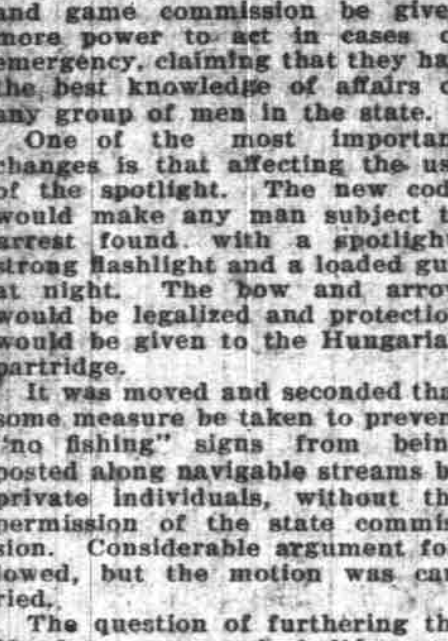 and game commission be give
more power to act in cases o
emergency, claiming that they ha
the best knowledge of affairs o
any group of men in the state.
One of the most importan
changes is that affecting the us
of the spotlight. The new cod
would make any man subject
arrest found with a spotlight
strong flashlight and a loaded gu
at night. The bow and arrow
would be legalized and protectio
would be given to the Hungaria
partridge.
It was moved and seconded tha
some measure be taken to preven
"no fishing" signs from bein
posted along navigable streams b
private individuals, without th
permission of the state commi
sion. Considerable argument fo
lowed, but the motion was car
ried.
The question of furthering th